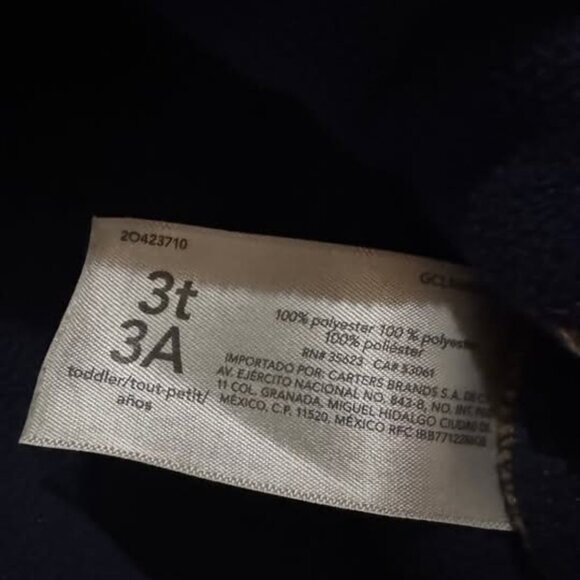 2O423710
3t
3A
toddler/tout-petit/
años
100% polyester 100 % polyester
100% poliéster
RN# 35623 CA# 53061
IMPORTADO POR: CARTERS BRANDS S.A. DE
AV. EJÉRCITO NACIONAL NO. 843-B, NO. INT.
11 COL. GRANADA, MIGUEL HIDALGO CIUDAD DE
MÉXICO, C.P. 11520, MÉXICO RFC